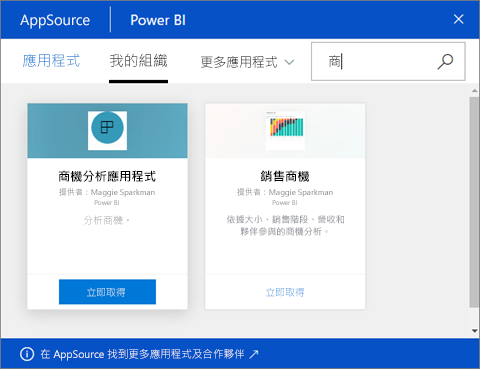 AppSource Power BI
應用程式 我的組織 更多應用程式 商
商機分析應用程式
提供者：Maggie Sparkman
Power BI
分析商機。
立即取得
銷售商機
提供者：Maggie Sparkman
Power BI
依據大小、銷售階段、營收和
夥伴參與的商機分析。
立即取得
在 AppSource 找到更多應用程式及合作夥伴